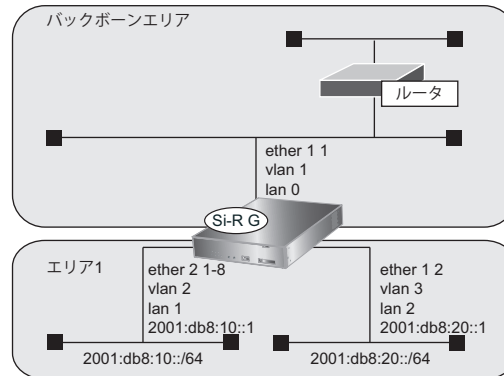 バックボーンエリア
ルータ
ether 1 1
vlan 1
lan 0
Si-R G
エリア1
ether 2 1-8
vlan 2
lan 1
2001:db8:10::1
2001:db8:10::/64
ether 1 2
vlan 3
lan 2
2001:db8:20::1
2001:db8:20::/64